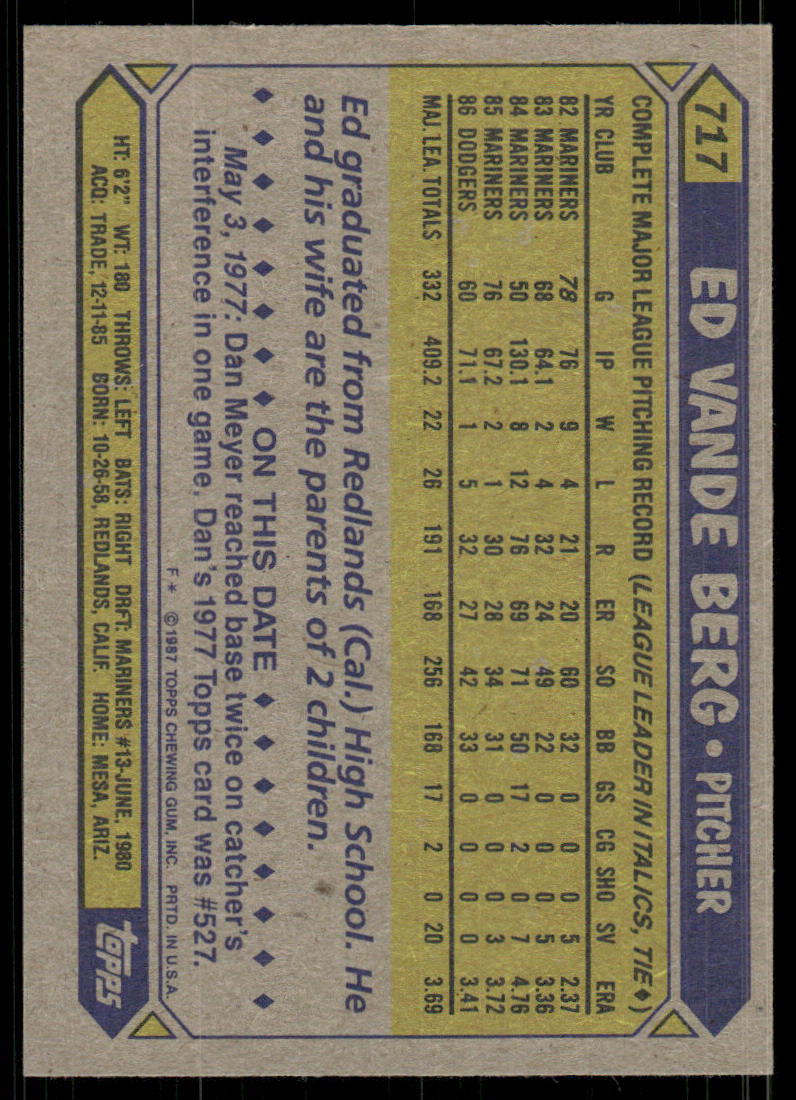 717 ED VANDE BERG • PITCHER
COMPLETE MAJOR LEAGUE PITCHING RECORD (LEAGUE LEADER IN ITALICS, TIE ♦)
YR CLUB G IP W L R ER SO BB GS CG SHO SV ERA
82 MARINERS 78 76 9 4 21 20 60 32 0 0 0 5 2.37
83 MARINERS 68 64.1 2 4 32 24 49 22 0 0 0 5 3.36
84 MARINERS 50 130.1 8 12 76 69 71 50 17 2 0 7 4.76
85 MARINERS 76 67.2 2 1 30 28 34 31 0 0 0 3 3.72
86 DODGERS 60 71.1 1 5 32 27 42 33 0 0 0 0 3.41
MAJ. LEA. TOTALS 332 409.2 22 26 191 168 256 168 17 2 0 20 3.69
Ed graduated from Redlands (Cal.) High School. He
and his wife are the parents of 2 children.
♦ ♦ ♦ ♦ ♦ ♦ ♦ ♦ ♦ ON THIS DATE ♦ ♦ ♦ ♦ ♦ ♦ ♦ ♦ ♦
May 3, 1977: Dan Meyer reached base twice on catcher's
interference in one game. Dan's 1977 Topps card was #527.
F* © 1987 TOPPS CHEWING GUM, INC. PRTD. IN U.S.A.
HT: 6'2" WT: 180 THROWS: LEFT BATS: RIGHT DRFT: MARINERS #13-JUNE, 1980
ACQ: TRADE, 12-11-85 BORN: 10-26-58, REDLANDS, CALIF. HOME: MESA, ARIZ.
topps